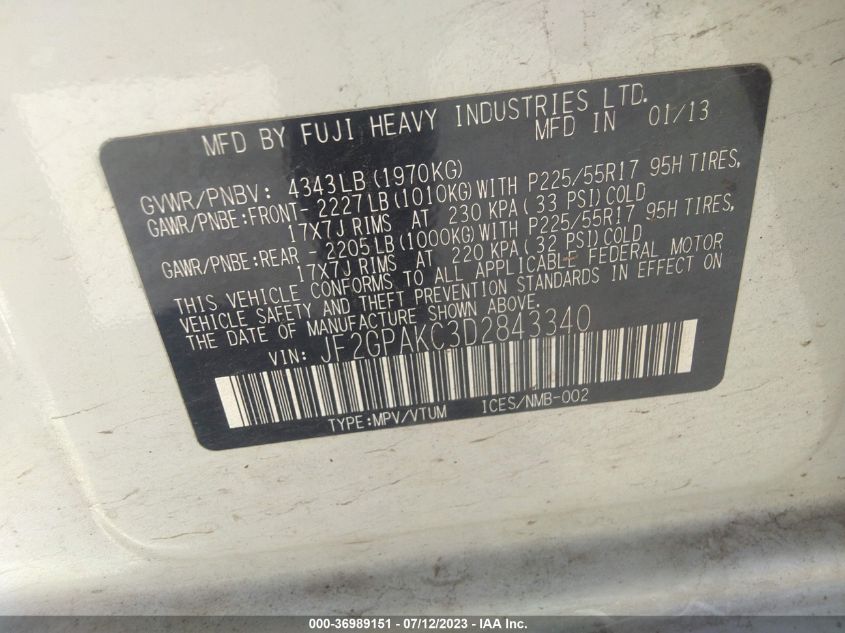 MFD BY FUJI HEAVY INDUSTRIES LTD.
MFD IN 01/13
GVWR/PNBV: 4343LB(1970KG)
GAWR/PNBE:FRONT- 2227LB(1010KG)WITH P225/55R17 95H TIRES,
17X7J RIMS AT 230 KPA(33 PSI)COLD
GAWR/PNBE:REAR - 2205LB(1000KG)WITH P225/55R17 95H TIRES,
17X7J RIMS AT 220 KPA(32 PSI)COLD
THIS VEHICLE CONFORMS TO ALL APPLICABLE FEDERAL MOTOR
VEHICLE SAFETY AND THEFT PREVENTION STANDARDS IN EFFECT ON
THE DATE OF MANUFACTURE SHOWN ABOVE.
VIN: JF2GPAKC3D2843340
TYPE:MPV/VTUM ICES/NMB-002
000-36989151 - 07/12/2023 - IAA Inc.